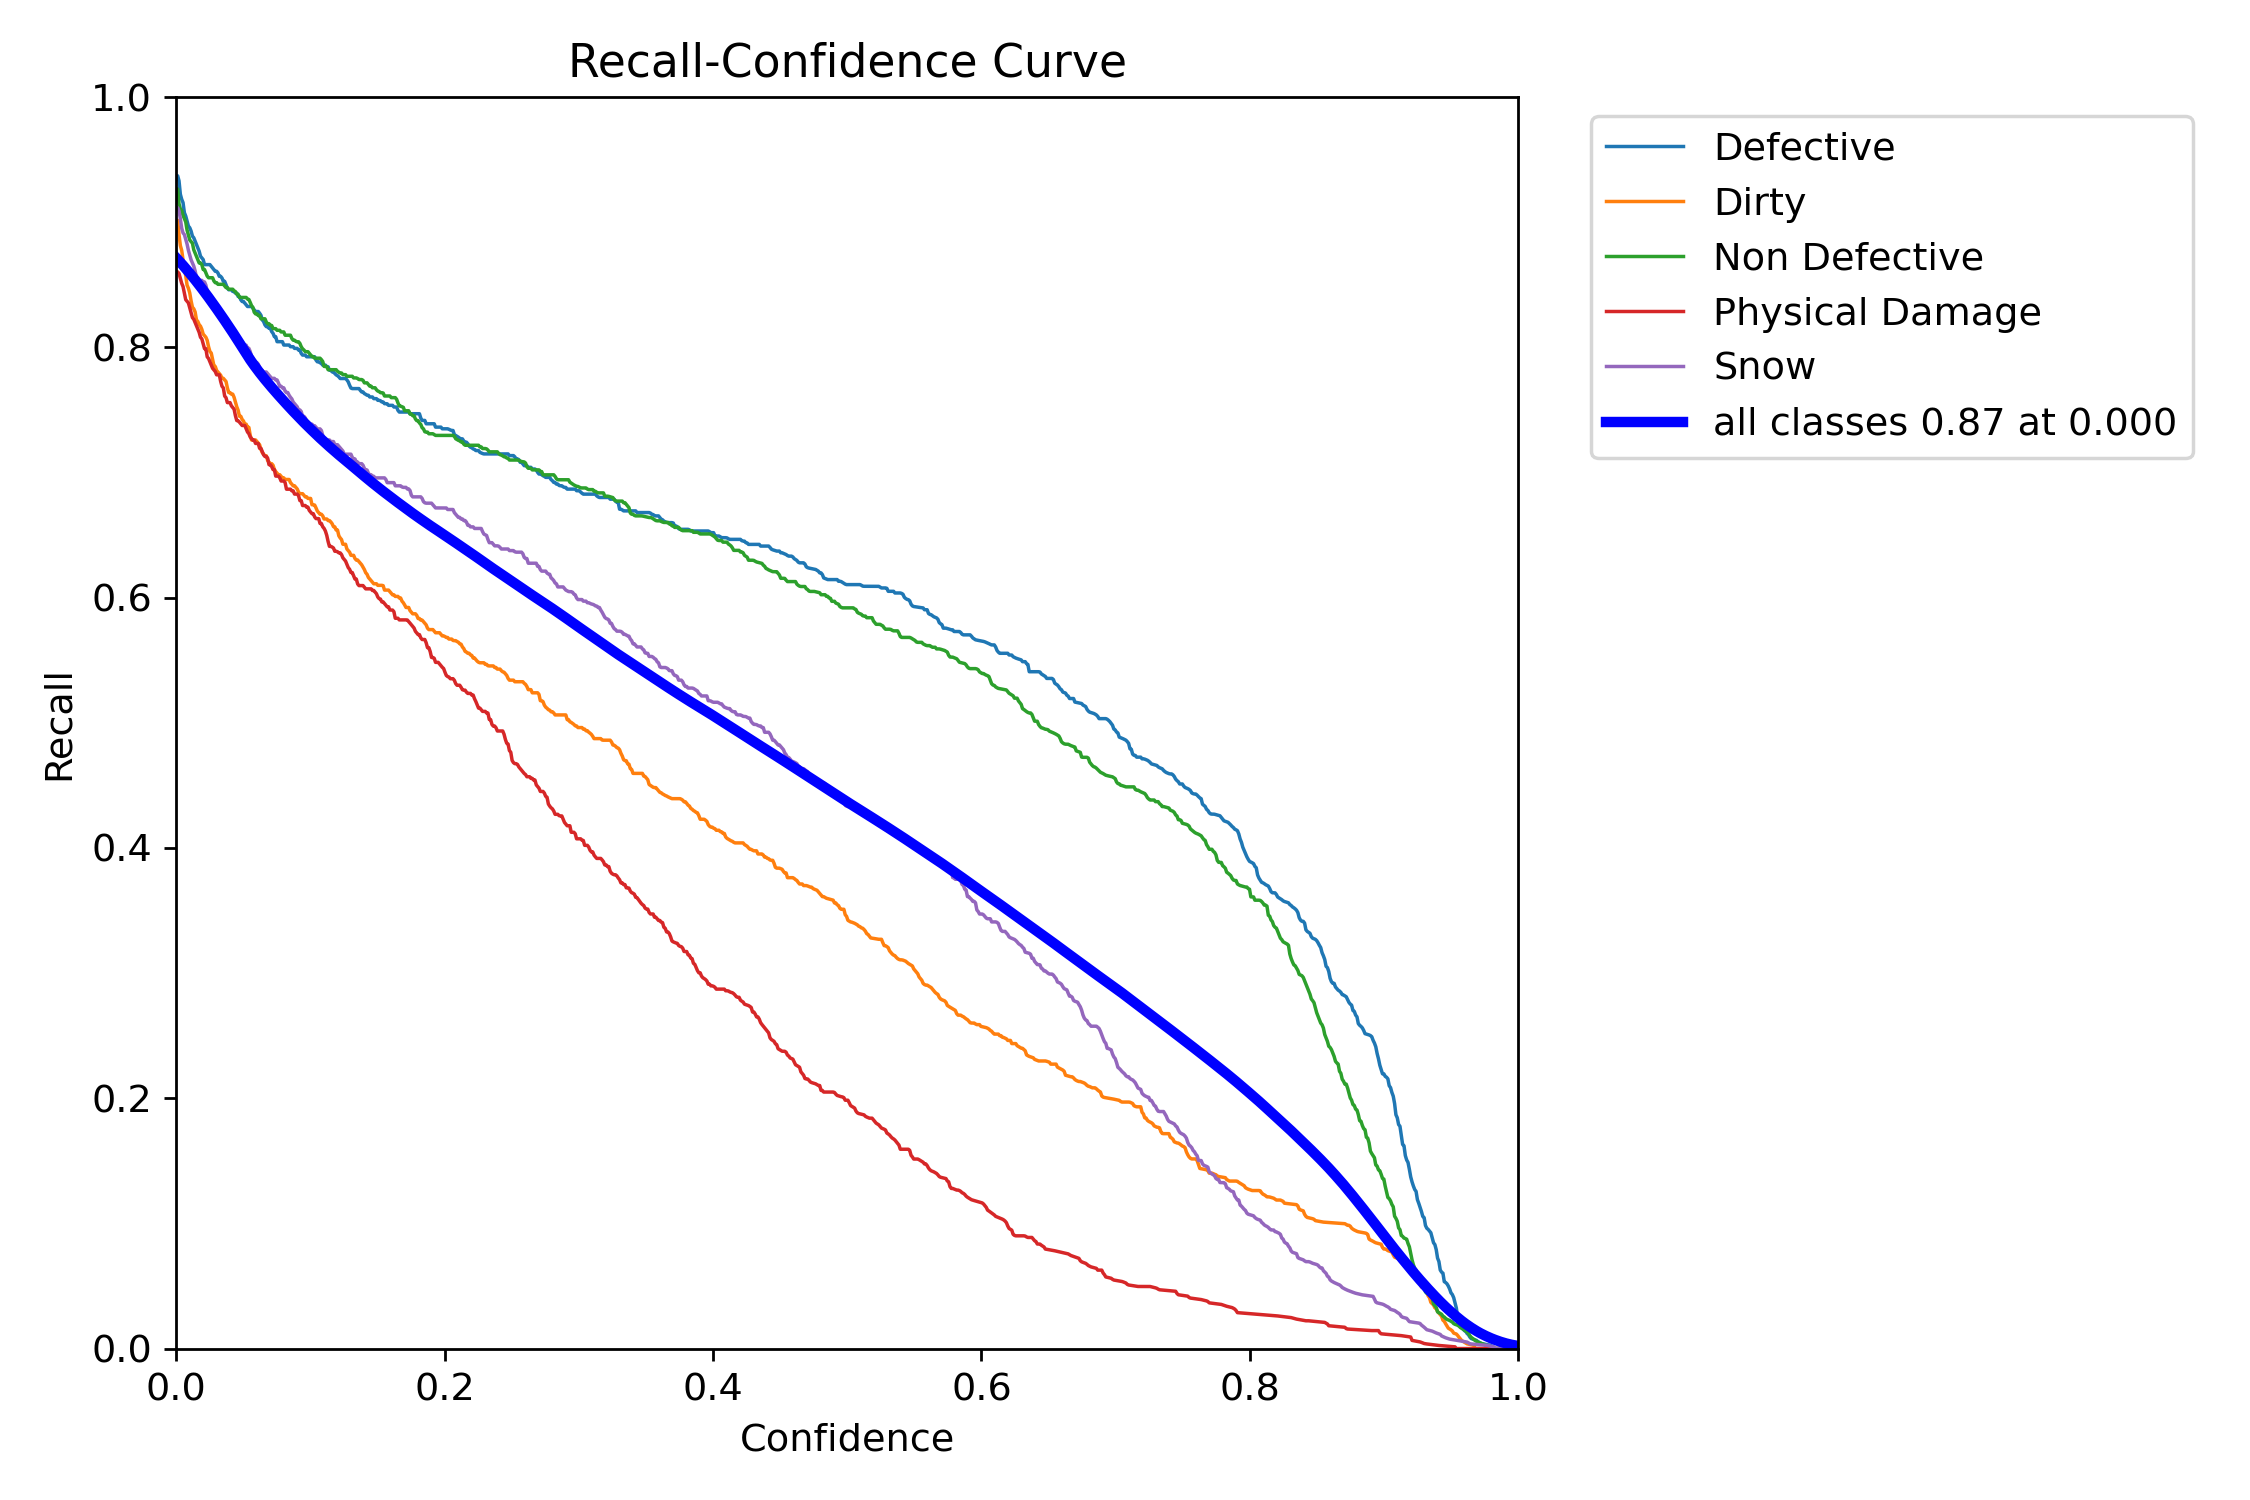 Recall-Confidence Curve
1.0
0.8
0.6
0.4
0.2
0.0
Recall
0.0 0.2 0.4 0.6 0.8 1.0
Confidence
Defective
Dirty
Non Defective
Physical Damage
Snow
all classes 0.87 at 0.000